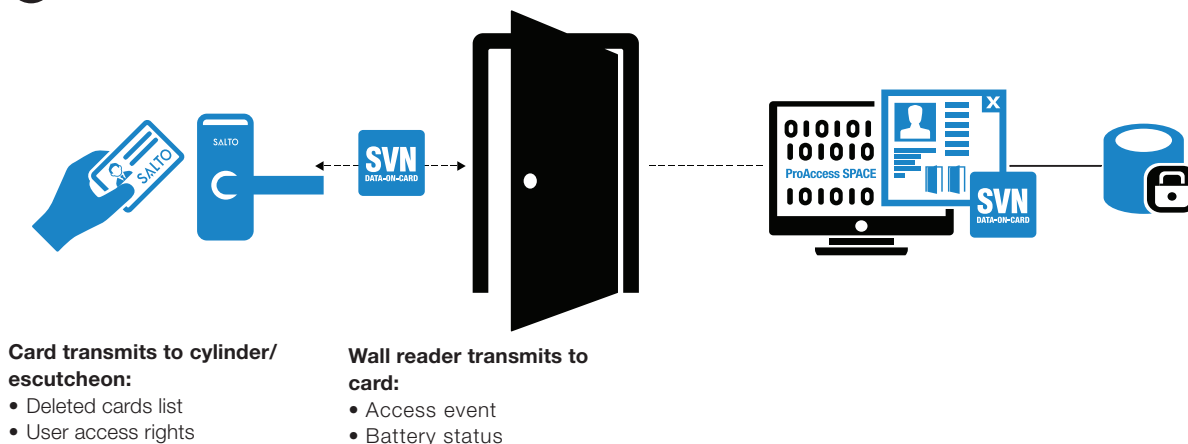 SALTO
SALTO
SVN
DATA-ON-CARD
010101
101010
ProAccess SPACE
101010
X
SVN
DATA-ON-CARD
Card transmits to cylinder/
escutcheon:
• Deleted cards list
• User access rights
Wall reader transmits to
card:
• Access event
• Battery status